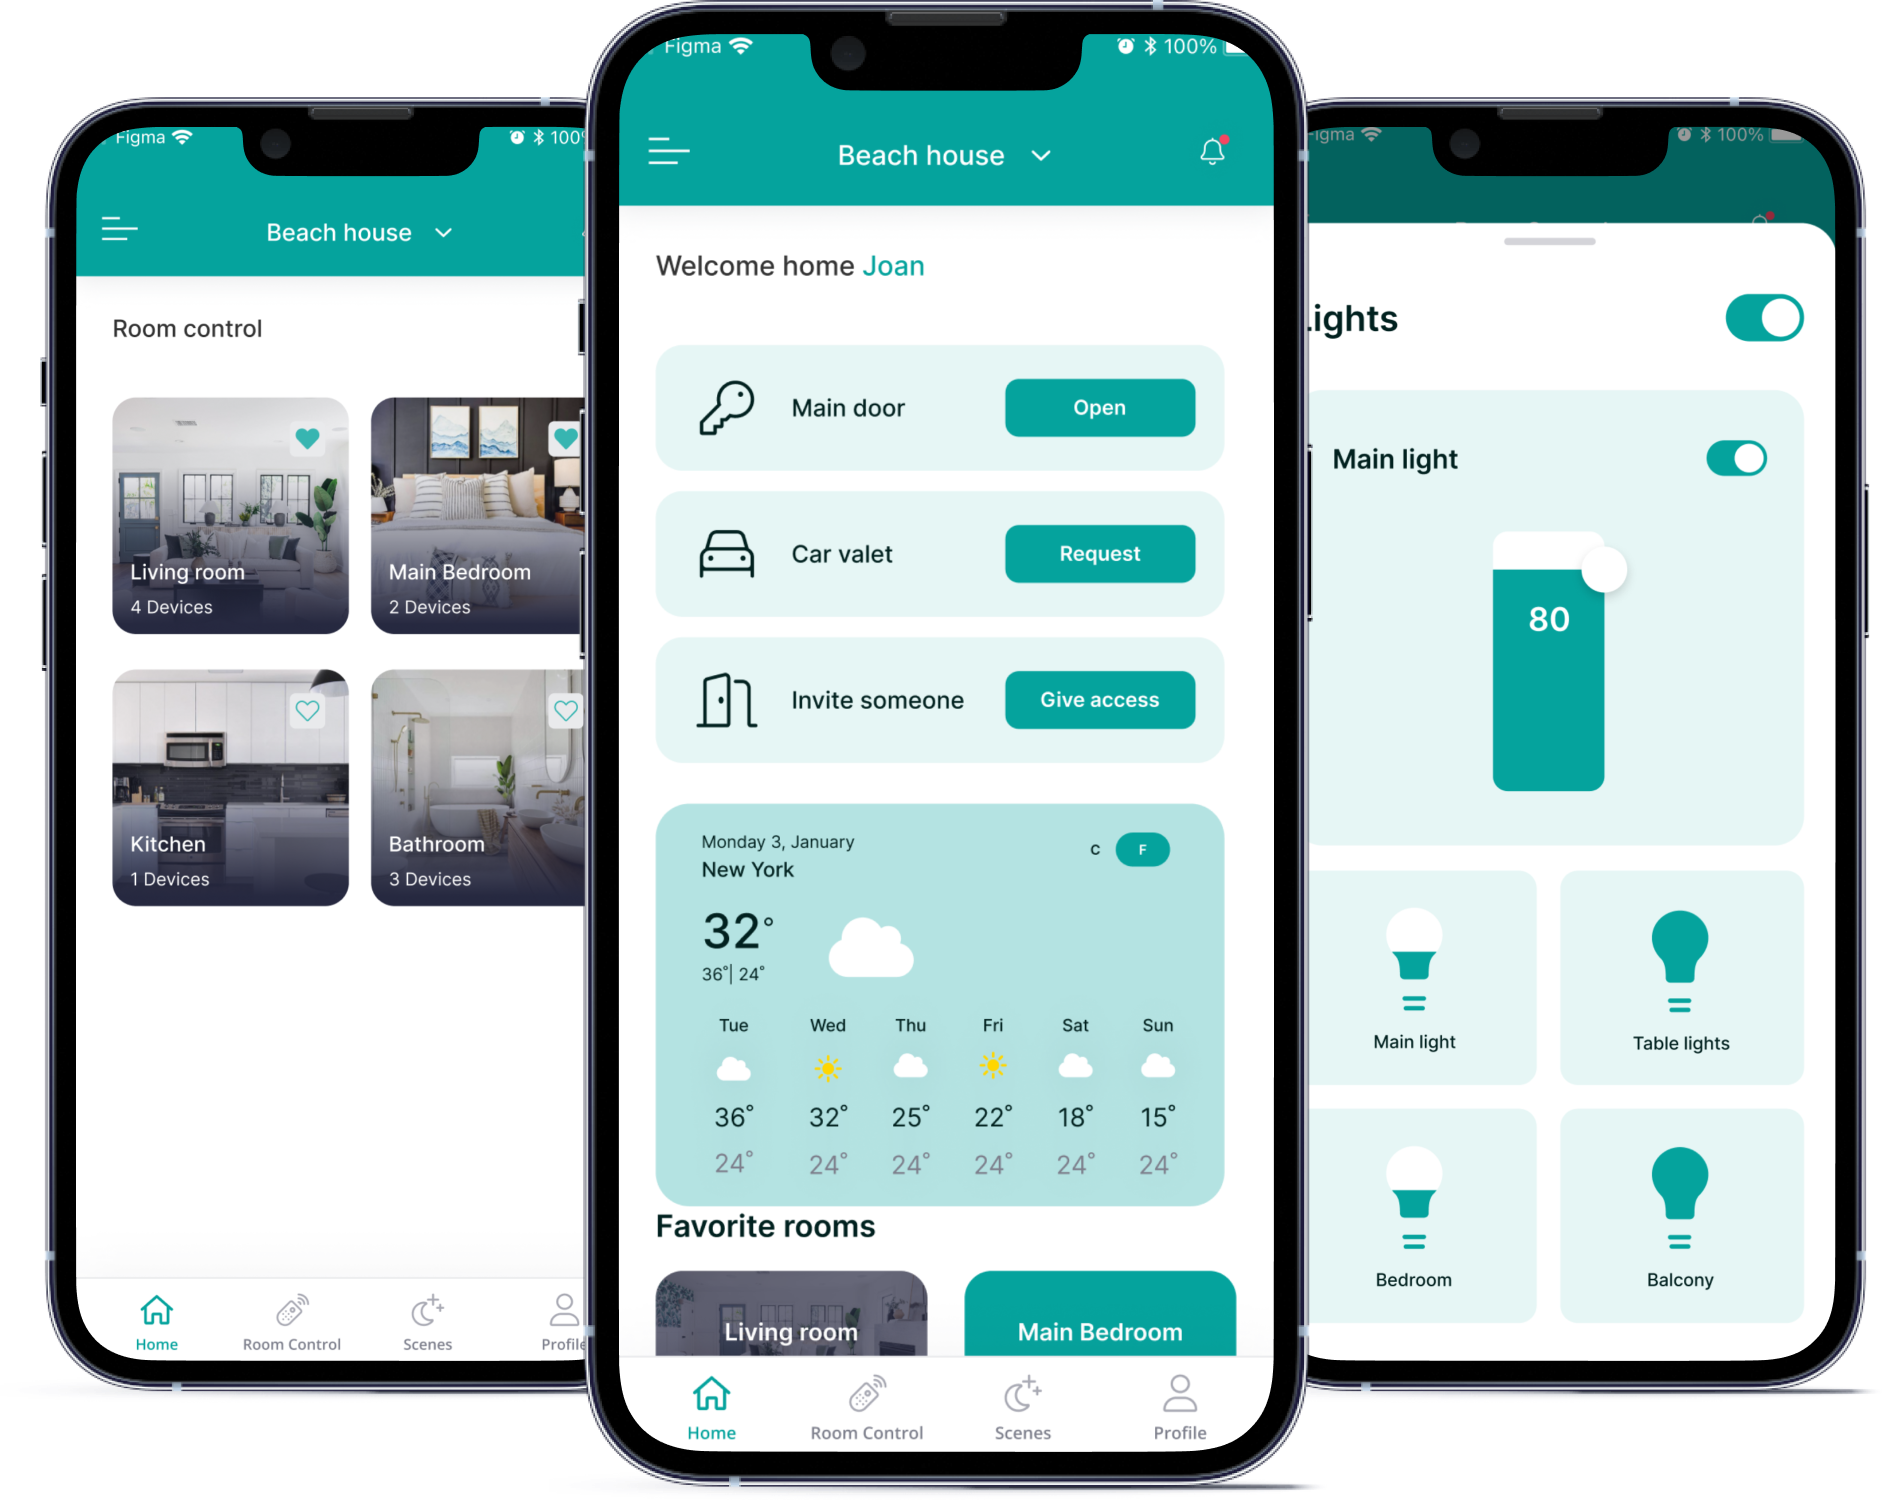 Figma
100%
Beach house
Room control
Living room
4 Devices
Main Bedroom
2 Devices
Kitchen
1 Devices
Bathroom
3 Devices
Home
Room Control
Scenes
Profile
Figma
100%
Beach house
Welcome home Joan
Main door
Open
Car valet
Request
Invite someone
Give access
Monday 3, January
New York
C
F
32°
36°| 24°
Tue Wed Thu Fri Sat Sun
36° 32° 25° 22° 18° 15°
24° 24° 24° 24° 24° 24°
Favorite rooms
Living room
Main Bedroom
Home
Room Control
Scenes
Profile
Figma
100%
Lights
Main light
80
Main light
Table lights
Bedroom
Balcony